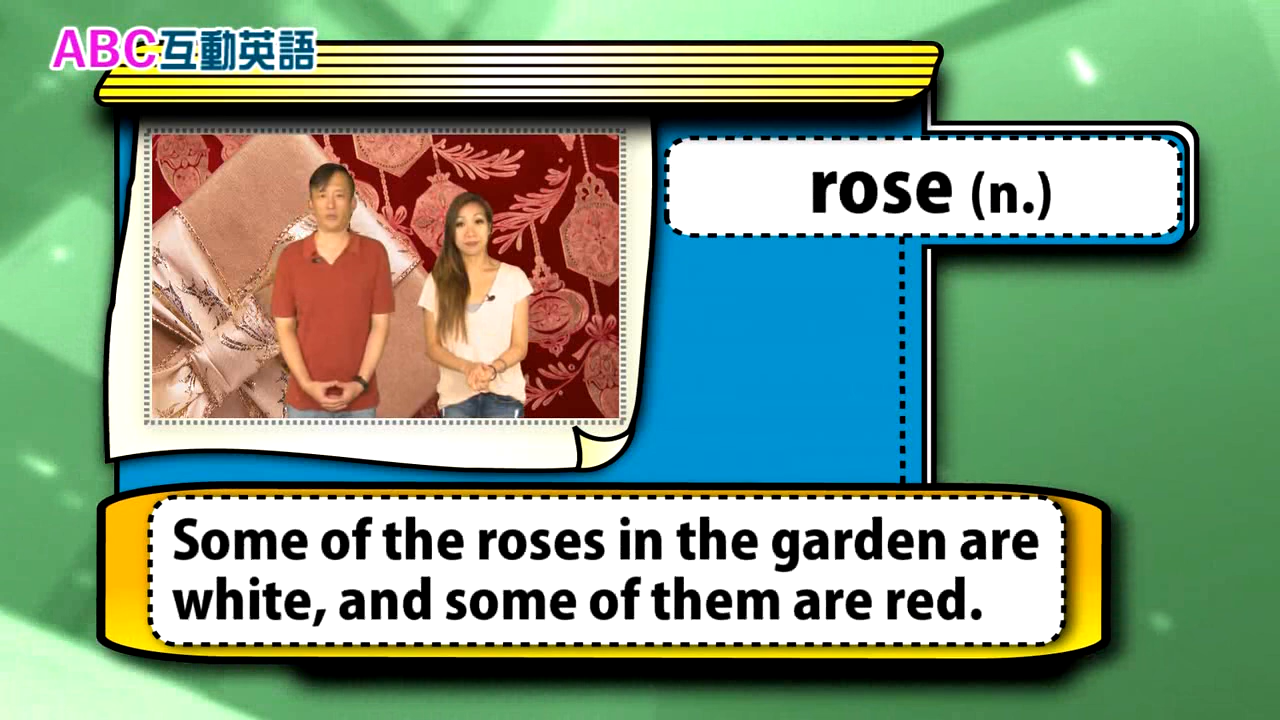 ABC互動英語
rose (n.)
Some of the roses in the garden are
white, and some of them are red.